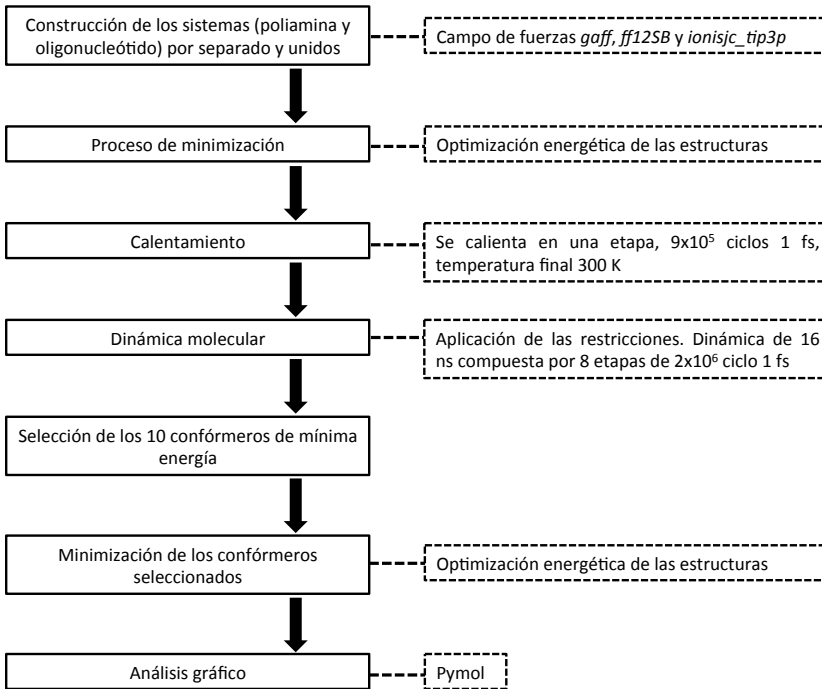 Construcción de los sistemas (poliamina y
oligonucleótido) por separado y unidos
Campo de fuerzas gaff, ff12SB y ionisjc_tip3p
Proceso de minimización
Optimización energética de las estructuras
Calentamiento
Se calienta en una etapa, 9x10⁵ ciclos 1 fs,
temperatura final 300 K
Dinámica molecular
Aplicación de las restricciones. Dinámica de 16
ns compuesta por 8 etapas de 2x10⁶ ciclo 1 fs
Selección de los 10 confórmeros de mínima
energía
Minimización de los confórmeros
seleccionados
Optimización energética de las estructuras
Análisis gráfico
Pymol